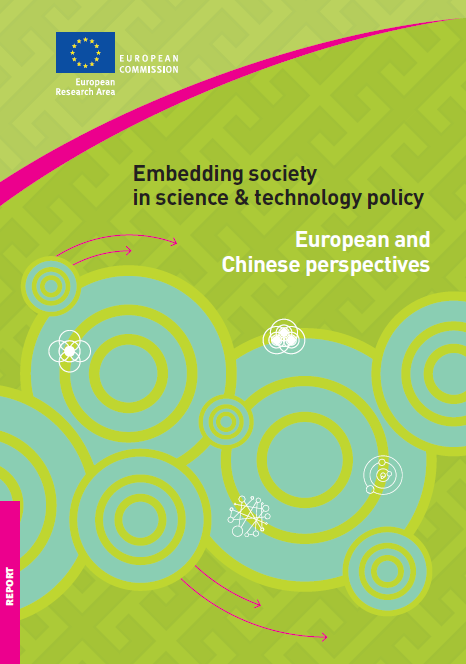 EUROPEAN
COMMISSION
European
Research Area
Embedding society
in science & technology policy
European and
Chinese perspectives
REPORT